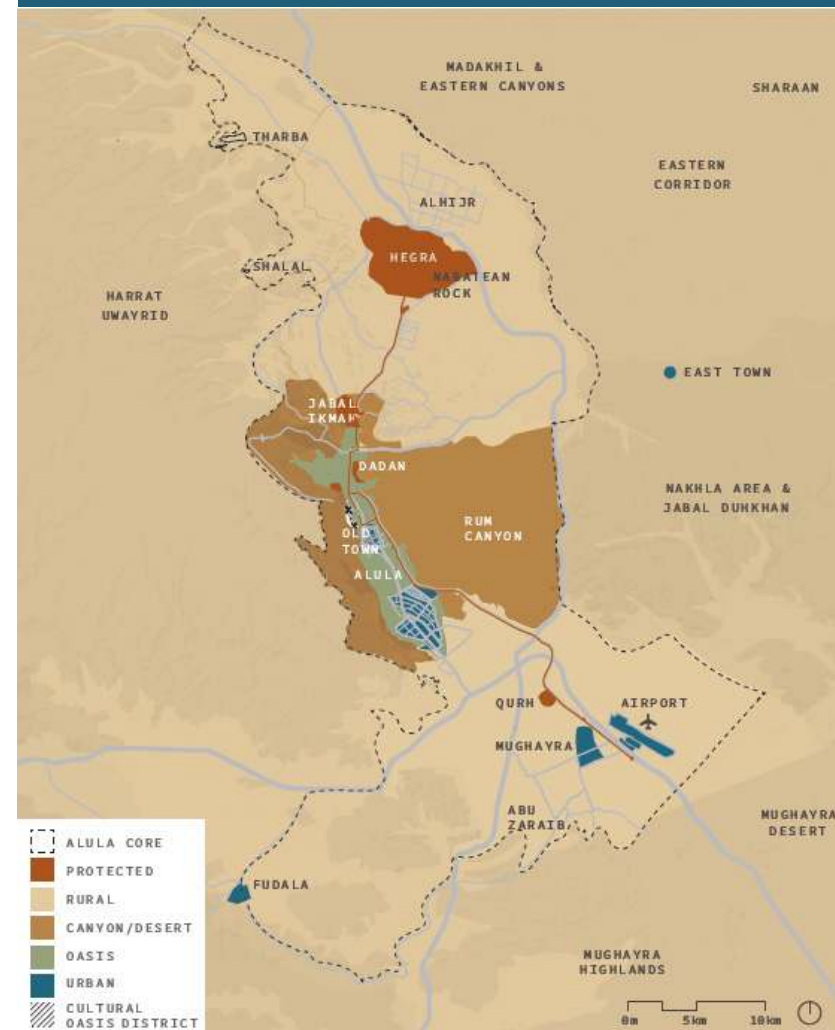 MADAKHIL &
EASTERN CANYONS
SHARAAN
THARBA
EASTERN
CORRIDOR
ALHIJR
HEGRA
SHALAL
NABATEAN
ROCK
HARRAT
UWAYRID
EAST TOWN
JABAL
IKMAH
DADAN
NAKHLA AREA &
JABAL DUHKHAN
RUM
CANYON
OLD
TOWN
ALULA
QURH
AIRPORT
MUGHAYRA
ABU
ZARAIB
MUGHAYRA
DESERT
FUDALA
MUGHAYRA
HIGHLANDS
ALULA CORE
PROTECTED
RURAL
CANYON/DESERT
OASIS
URBAN
CULTURAL
OASIS DISTRICT
0m 5km 10km